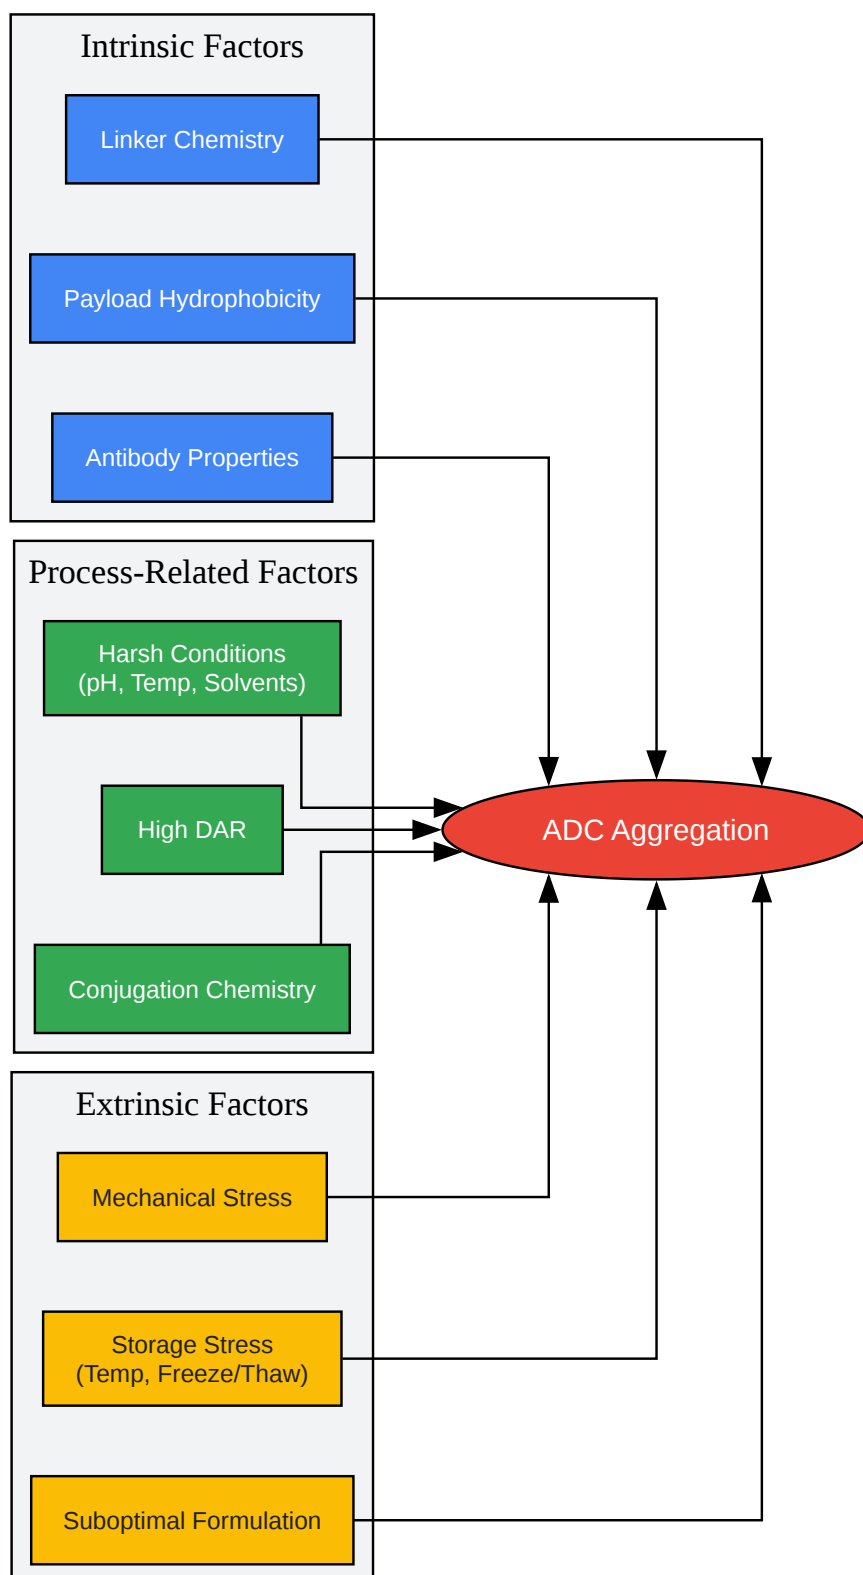 Intrinsic Factors
Linker Chemistry
Payload Hydrophobicity
Antibody Properties
Process-Related Factors
Harsh Conditions
(pH, Temp, Solvents)
High DAR
ADC Aggregation
Conjugation Chemistry
Extrinsic Factors
Mechanical Stress
Storage Stress
(Temp, Freeze/Thaw)
Suboptimal Formulation